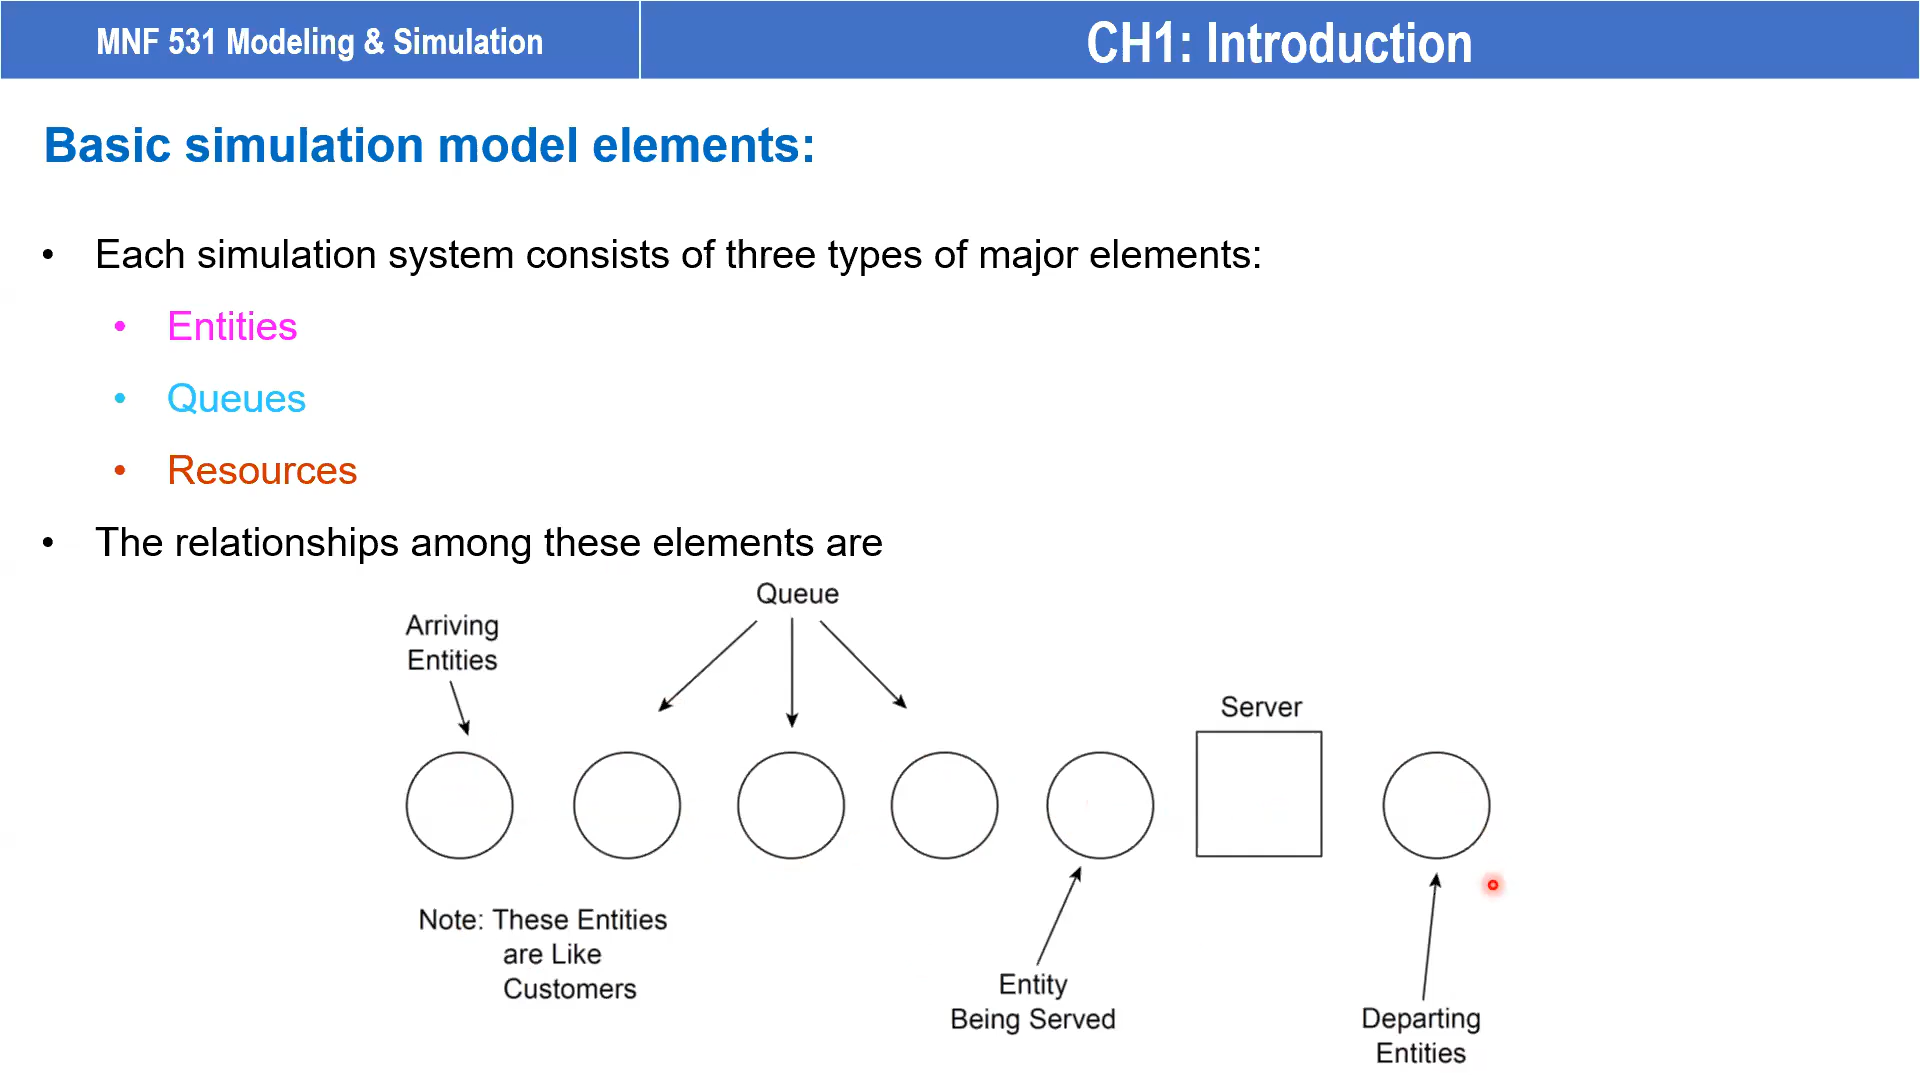 MNF 531 Modeling & Simulation
CH1: Introduction
Basic simulation model elements:
• Each simulation system consists of three types of major elements:
• Entities
• Queues
• Resources
• The relationships among these elements are
Queue
Arriving
Entities
Server
Note: These Entities
are Like
Customers
Entity
Being Served
Departing
Entities